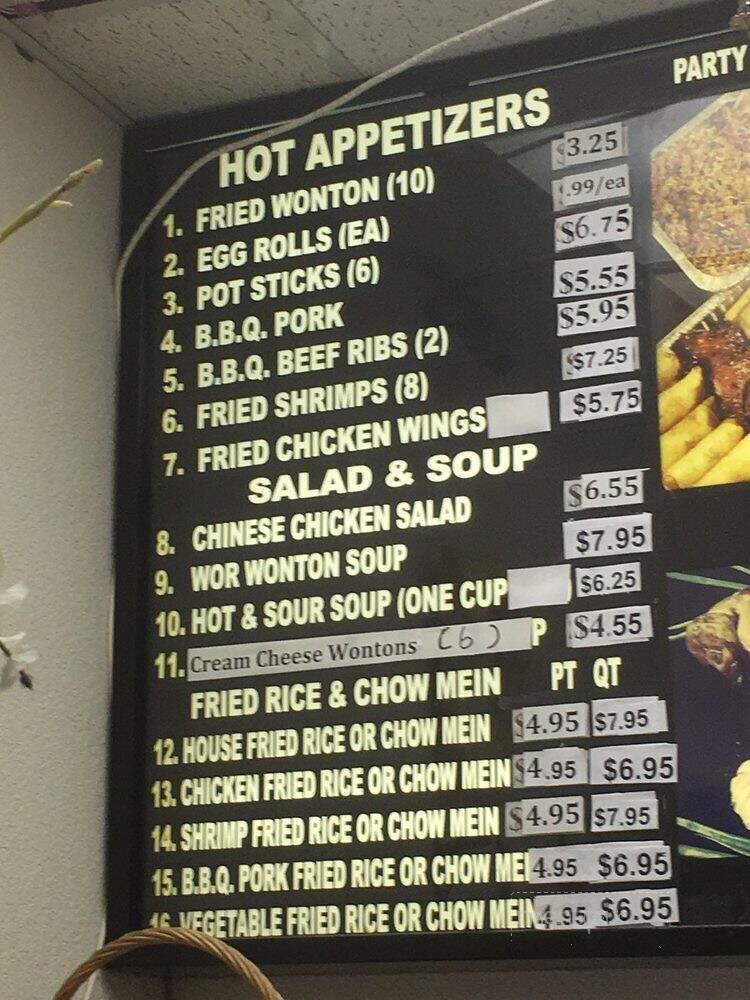 PARTY
HOT APPETIZERS
1. FRIED WONTON (10) $3.25
2. EGG ROLLS (EA) .99/ea
3. POT STICKS (6) $6.75
4. B.B.Q. PORK $5.55
5. B.B.Q. BEEF RIBS (2) $5.95
6. FRIED SHRIMPS (8) $7.25
7. FRIED CHICKEN WINGS $5.75
SALAD & SOUP
8. CHINESE CHICKEN SALAD $6.55
9. WOR WONTON SOUP $7.95
10. HOT & SOUR SOUP (ONE CUP ) $6.25
11. Cream Cheese Wontons (6) P $4.55
FRIED RICE & CHOW MEIN PT QT
12. HOUSE FRIED RICE OR CHOW MEIN $4.95 $7.95
13. CHICKEN FRIED RICE OR CHOW MEIN $4.95 $6.95
14. SHRIMP FRIED RICE OR CHOW MEIN $4.95 $7.95
15. B.B.Q. PORK FRIED RICE OR CHOW MEI 4.95 $6.95
16. VEGETABLE FRIED RICE OR CHOW MEIN 4.95 $6.95